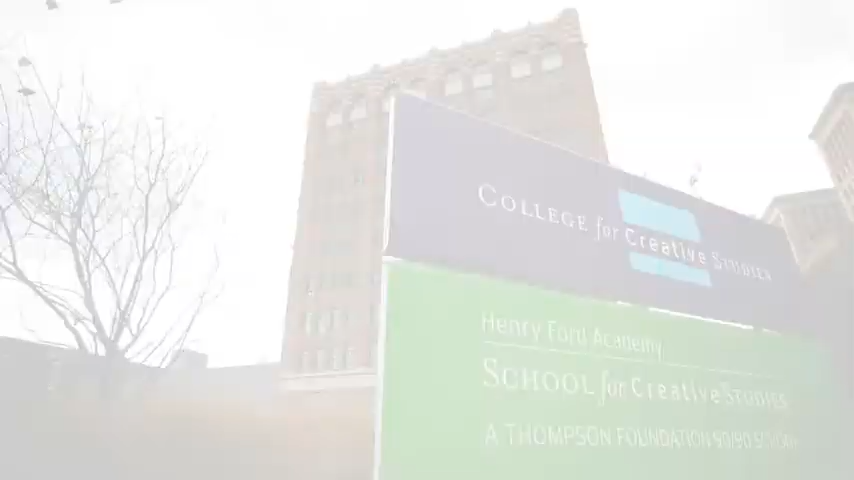 COLLEGE for Creative STUDIES
Henry Ford Academy
SCHOOL for Creative STUDIES
A THOMPSON FOUNDATION 90/90 SCHOOL